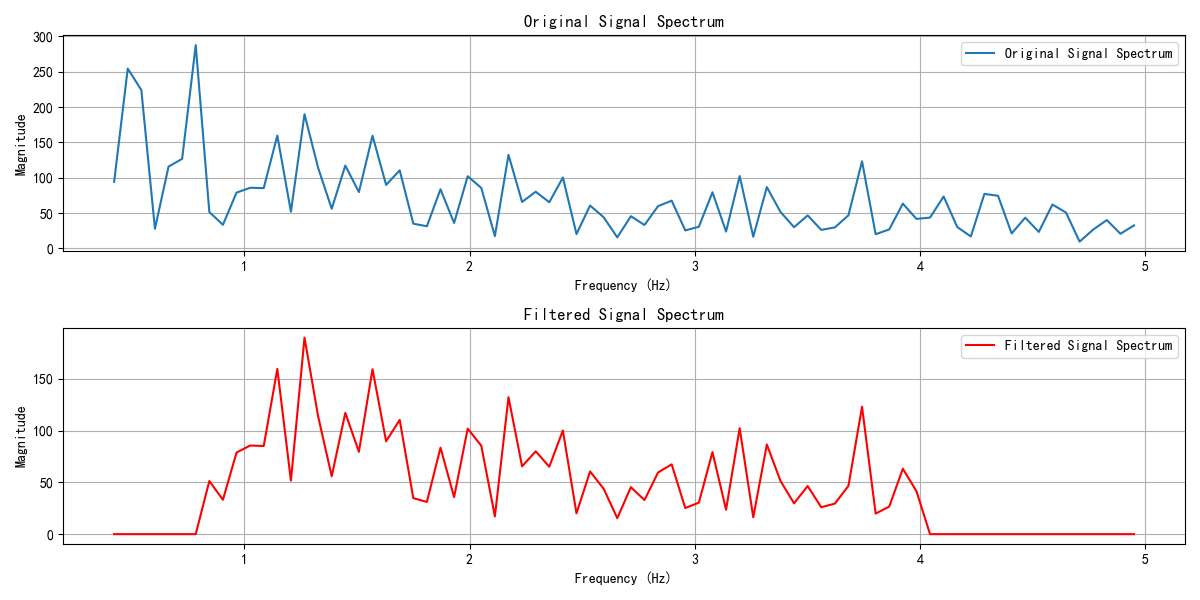 Original Signal Spectrum
300
250
200
150
100
50
0
Magnitude
Original Signal Spectrum
1 2 3 4 5
Frequency (Hz)
Filtered Signal Spectrum
150
100
50
0
Magnitude
Filtered Signal Spectrum
1 2 3 4 5
Frequency (Hz)